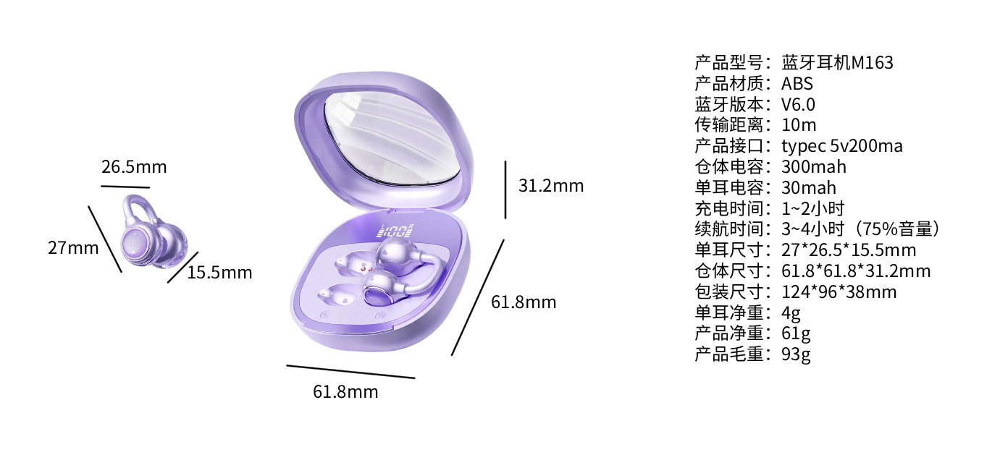 26.5mm
27mm
15.5mm
31.2mm
61.8mm
61.8mm
100
产品型号：蓝牙耳机M163
产品材质：ABS
蓝牙版本：V6.0
传输距离：10m
产品接口：typec 5v200ma
仓体电容：300mah
单耳电容：30mah
充电时间：1~2小时
续航时间：3~4小时（75%音量）
单耳尺寸：27*26.5*15.5mm
仓体尺寸：61.8*61.8*31.2mm
包装尺寸：124*96*38mm
单耳净重：4g
产品净重：61g
产品毛重：93g